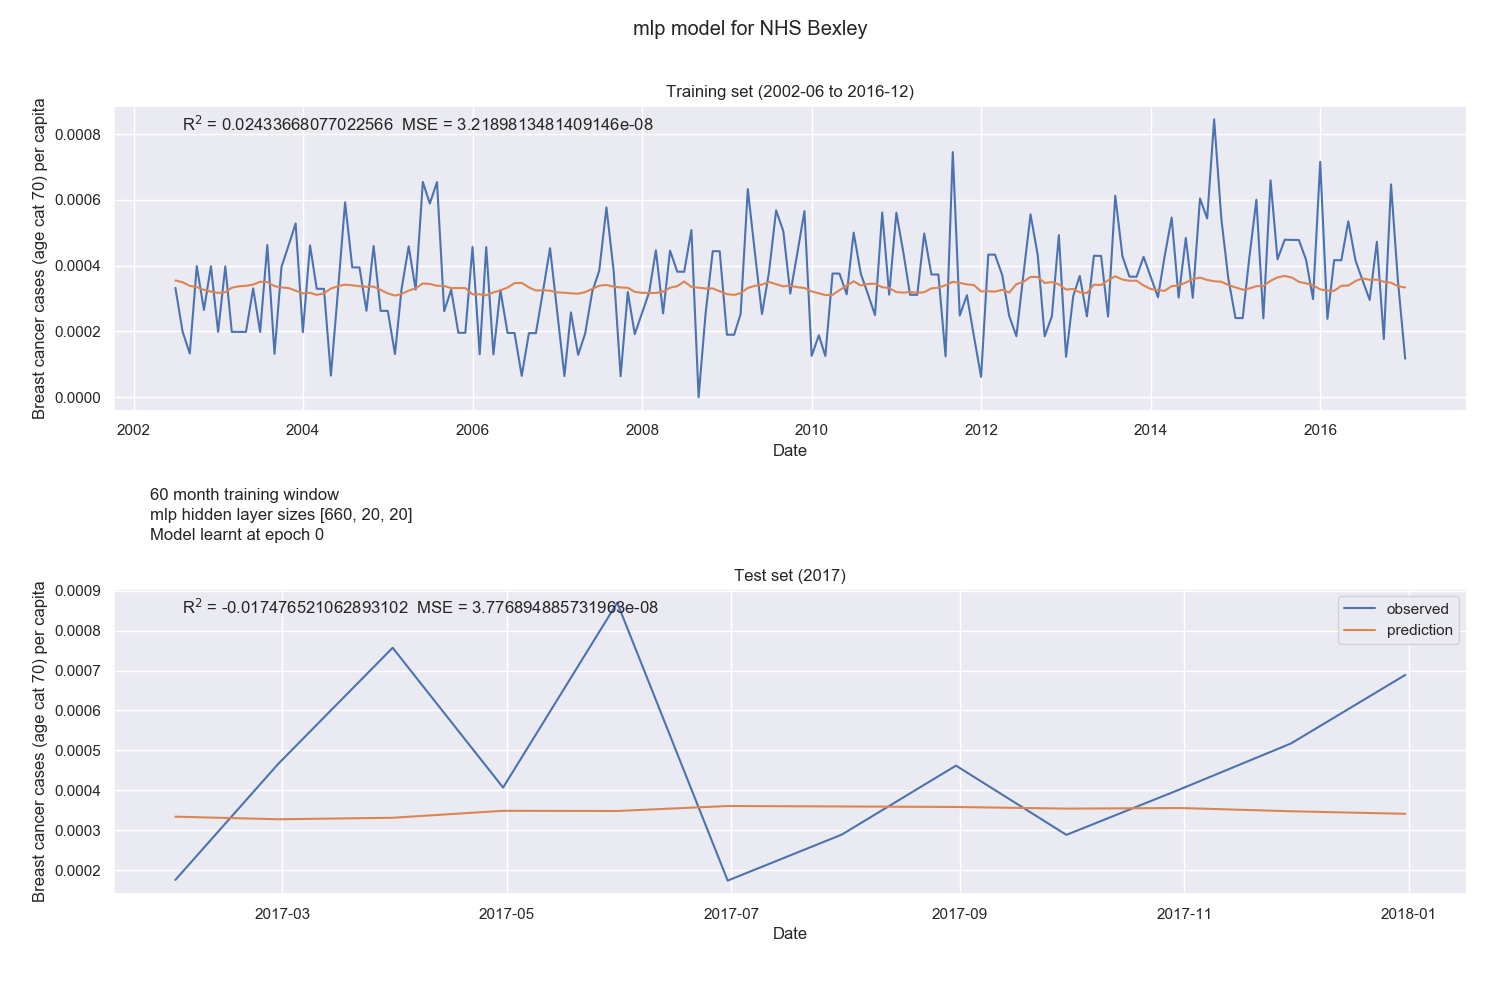 mlp model for NHS Bexley
Training set (2002-06 to 2016-12)
R² = 0.02433668077022566  MSE = 3.2189813481409146e-08
Breast cancer cases (age cat 70) per capita
0.0008
0.0006
0.0004
0.0002
0.0000
2002 2004 2006 2008 2010 2012 2014 2016
Date
60 month training window
mlp hidden layer sizes [660, 20, 20]
Model learnt at epoch 0
Test set (2017)
R² = -0.017476521062893102  MSE = 3.776894885731963e-08
observed
prediction
Breast cancer cases (age cat 70) per capita
0.0009
0.0008
0.0007
0.0006
0.0005
0.0004
0.0003
0.0002
2017-03 2017-05 2017-07 2017-09 2017-11 2018-01
Date